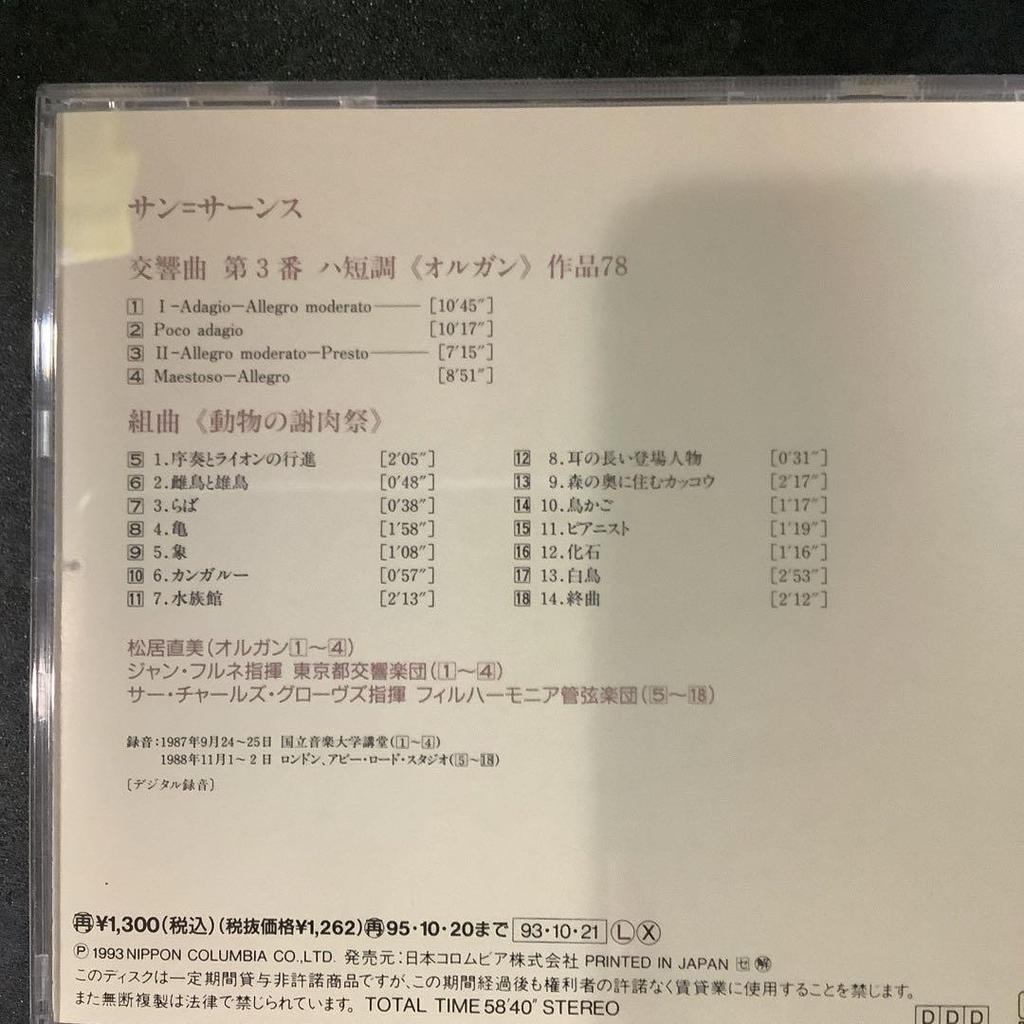 サン=サーンス
交響曲 第3番 ハ短調《オルガン》作品78
1 I-Adagio-Allegro moderato—— [10′45″]
2 Poco adagio [10′17″]
3 II-Allegro moderato-Presto—— [7′15″]
4 Maestoso-Allegro [8′51″]
組曲《動物の謝肉祭》
5 1.序奏とライオンの行進 [2′05″]
6 2.雌鳥と雄鳥 [0′48″]
7 3.らば [0′38″]
8 4.亀 [1′58″]
9 5.象 [1′08″]
10 6.カンガルー [0′57″]
11 7.水族館 [2′13″]
12 8.耳の長い登場人物 [0′31″]
13 9.森の奥に住むカッコウ [2′17″]
14 10.鳥かご [1′17″]
15 11.ピアニスト [1′19″]
16 12.化石 [1′16″]
17 13.白鳥 [2′53″]
18 14.終曲 [2′12″]
松居直美(オルガン1~4)
ジャン・フルネ指揮 東京都交響楽団(1~4)
サー・チャールズ・グローヴズ指揮 フィルハーモニア管弦楽団(5~18)
録音:1987年9月24~25日 国立音楽大学講堂(1~4)
1988年11月1~2日 ロンドン、アビー・ロード・スタジオ(5~18)
〔デジタル録音〕
再¥1,300(税込)(税抜価格¥1,262)再95・10・20まで 93・10・21 L X
Ⓟ1993 NIPPON COLUMBIA CO.,LTD. 発売元:日本コロムビア株式会社 PRINTED IN JAPAN セ 解
このディスクは一定期間貸与非許諾商品ですが、この期間経過後も権利者の許諾なく賃貸業に使用することを禁じます。
また無断複製は法律で禁じられています。 TOTAL TIME 58′40″ STEREO
DDD